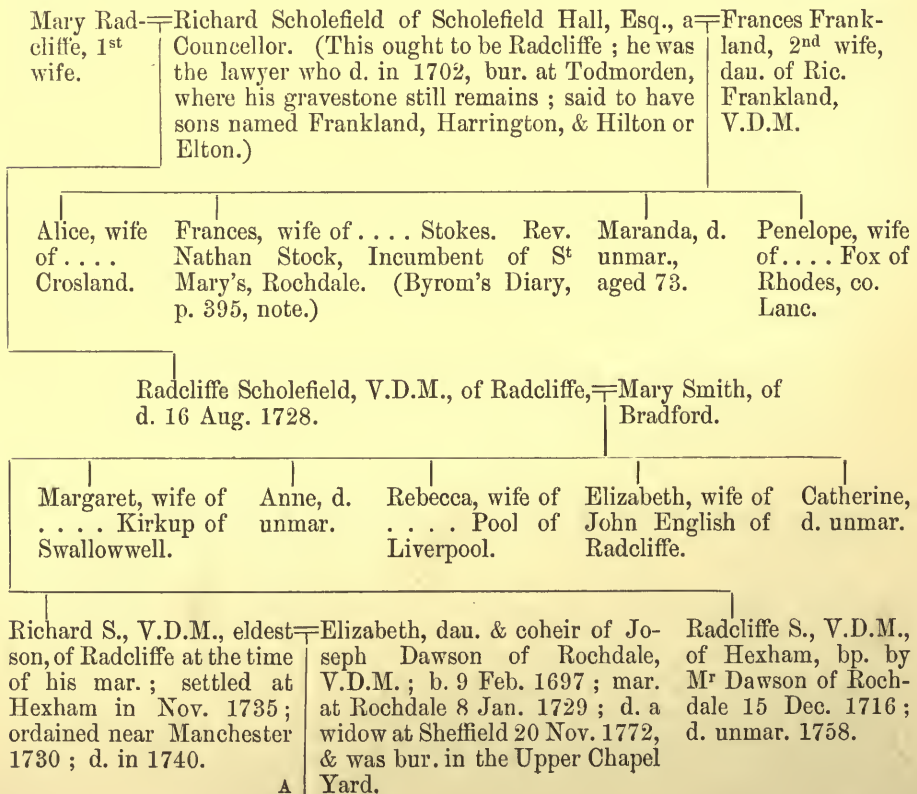 Mary Rad-
cliffe, 1st
wife.
Richard Scholefield of Scholefield Hall, Esq., a
Councellor. (This ought to be Radcliffe ; he was
the lawyer who d. in 1702, bur. at Todmorden,
where his gravestone still remains ; said to have
sons named Frankland, Harrington, & Hilton or
Elton.)
Frances Frank-
land, 2nd wife,
dau. of Ric.
Frankland,
V.D.M.
Alice, wife
of . . . .
Crosland.
Frances, wife of . . . . Stokes. Rev.
Nathan Stock, Incumbent of St
Mary's, Rochdale. (Byrom's Diary,
p. 395, note.)
Maranda, d.
unmar.,
aged 73.
Penelope, wife
of . . . . Fox of
Rhodes, co.
Lanc.
Radcliffe Scholefield, V.D.M., of Radcliffe,
d. 16 Aug. 1728.
Mary Smith, of
Bradford.
Margaret, wife of
. . . . Kirkup of
Swallowwell.
Anne, d.
unmar.
Rebecca, wife of
. . . . Pool of
Liverpool.
Elizabeth, wife of
John English of
Radcliffe.
Catherine,
d. unmar.
Richard S., V.D.M., eldest
son, of Radcliffe at the time
of his mar. ; settled at
Hexham in Nov. 1735 ;
ordained near Manchester
1730 ; d. in 1740.
A
Elizabeth, dau. & coheir of Jo-
seph Dawson of Rochdale,
V.D.M. ; b. 9 Feb. 1697 ; mar.
at Rochdale 8 Jan. 1729 ; d. a
widow at Sheffield 20 Nov. 1772,
& was bur. in the Upper Chapel
Yard.
Radcliffe S., V.D.M.,
of Hexham, bp. by
Mr Dawson of Roch-
dale 15 Dec. 1716 ;
d. unmar. 1758.